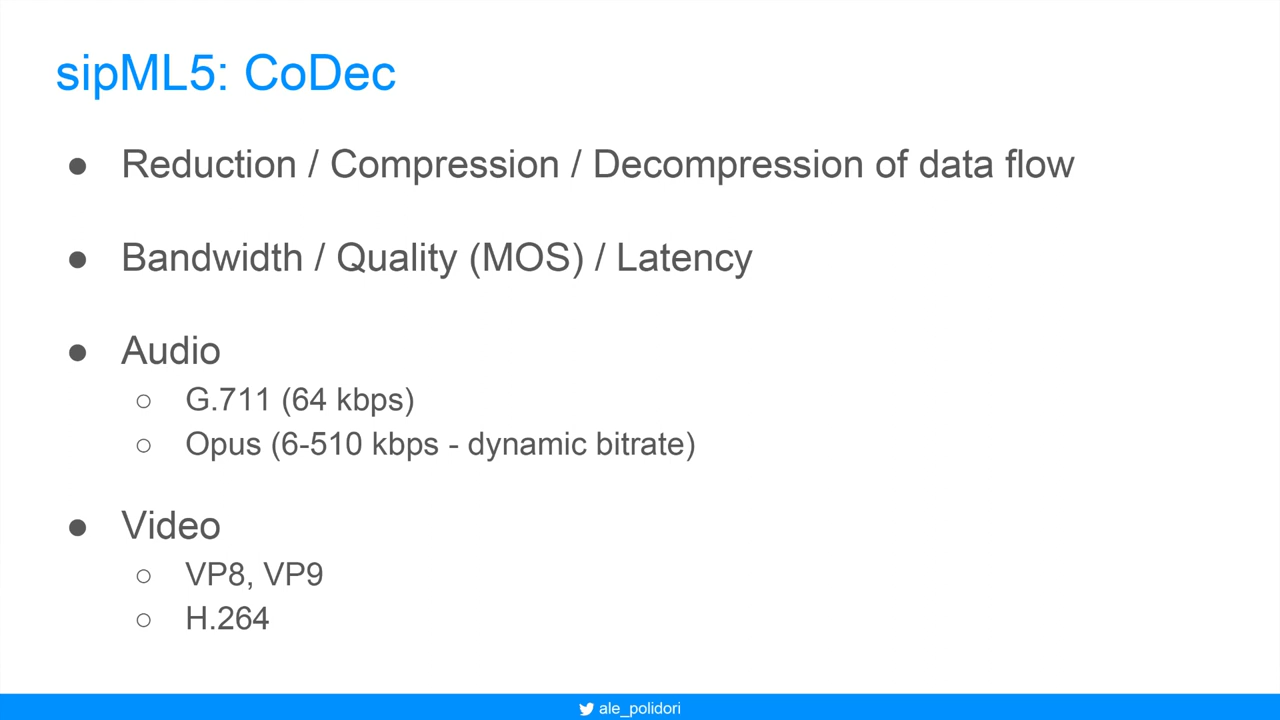 sipML5: CoDec
● Reduction / Compression / Decompression of data flow
● Bandwidth / Quality (MOS) / Latency
● Audio
○ G.711 (64 kbps)
○ Opus (6-510 kbps - dynamic bitrate)
● Video
○ VP8, VP9
○ H.264
ale_polidori